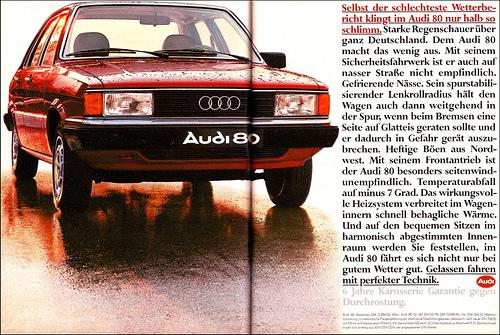 Selbst der schlechteste Wetterbe-
richt klingt im Audi 80 nur halb so
schlimm. Starke Regenschauer über
ganz Deutschland. Dem Audi 80
macht das wenig aus. Mit seinem
Sicherheitsfahrwerk ist er auch auf
nasser Straße nicht empfindlich.
Gefrierende Nässe. Sein spurstabili-
sierender Lenkrollradius hält den
Wagen auch dann weitgehend in
der Spur, wenn beim Bremsen eine
Seite auf Glatteis geraten sollte und
er dadurch in Gefahr gerät auszu-
brechen. Heftige Böen aus Nord-
west. Mit seinem Frontantrieb ist
der Audi 80 besonders seitenwind-
unempfindlich. Temperaturabfall
auf minus 7 Grad. Das wirkungsvol-
le Heizsystem verbreitet im Wagen-
innern schnell behagliche Wärme.
Und auf den bequemen Sitzen im
harmonisch abgestimmten Innen-
raum werden Sie feststellen, im
Audi 80 fährt es sich nicht nur bei
gutem Wetter gut. Gelassen fahren
mit perfekter Technik.
Audi
6 Jahre Karosserie Garantie gegen
Durchrostung.
Audi 80